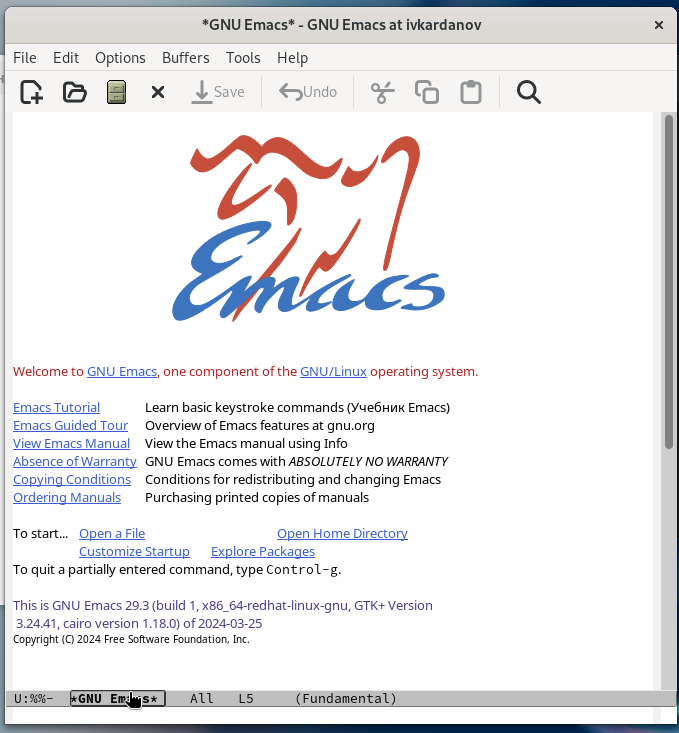 *GNU Emacs* - GNU Emacs at ivkardanov
File Edit Options Buffers Tools Help
Save Undo
Emacs
Welcome to GNU Emacs, one component of the GNU/Linux operating system.
Emacs Tutorial Learn basic keystroke commands (Учебник Emacs)
Emacs Guided Tour Overview of Emacs features at gnu.org
View Emacs Manual View the Emacs manual using Info
Absence of Warranty GNU Emacs comes with ABSOLUTELY NO WARRANTY
Copying Conditions Conditions for redistributing and changing Emacs
Ordering Manuals Purchasing printed copies of manuals
To start... Open a File Open Home Directory
Customize Startup Explore Packages
To quit a partially entered command, type Control-g.
This is GNU Emacs 29.3 (build 1, x86_64-redhat-linux-gnu, GTK+ Version
3.24.41, cairo version 1.18.0) of 2024-03-25
Copyright (C) 2024 Free Software Foundation, Inc.
U:%%- *GNU Emacs* All L5 (Fundamental)